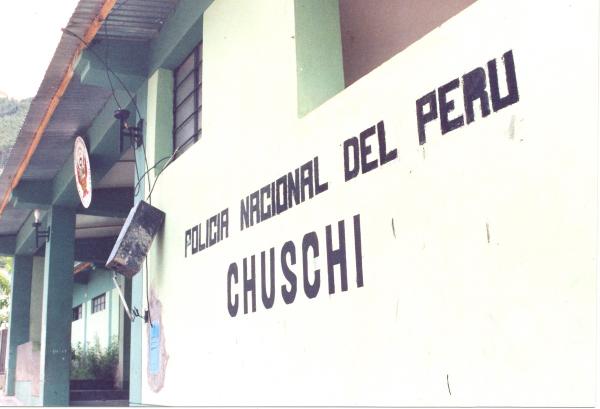 POLICIA NACIONAL DEL PERU
CHUSCHI